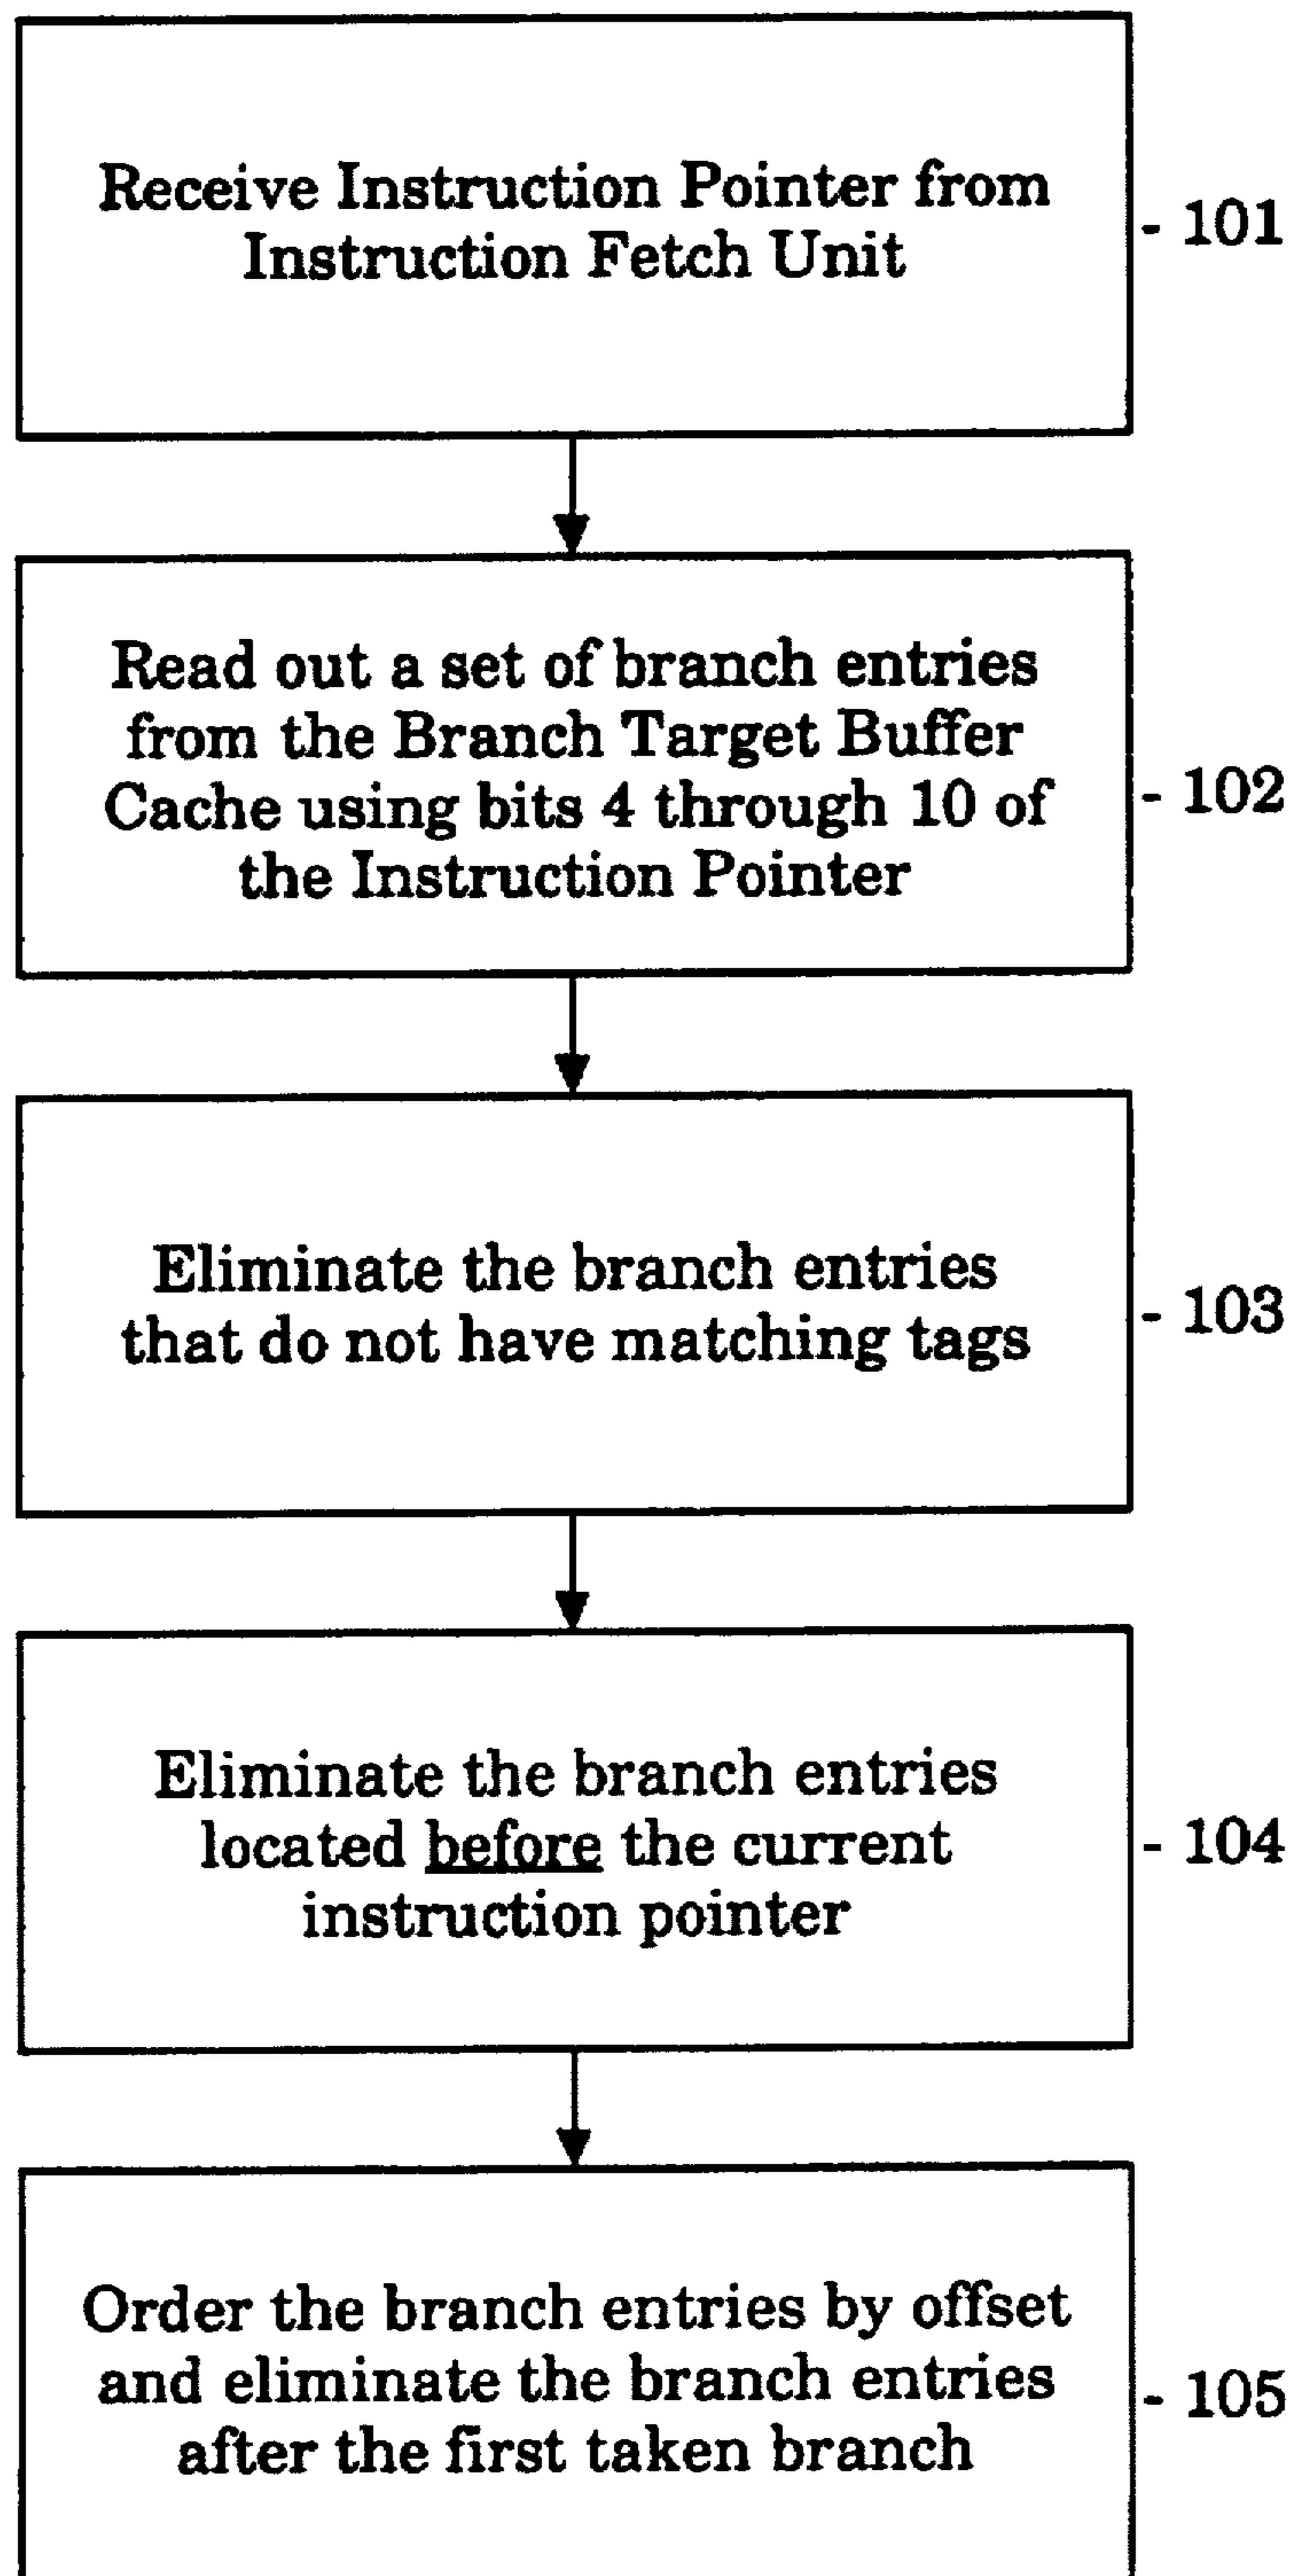 Receive Instruction Pointer from
Instruction Fetch Unit
- 101
Read out a set of branch entries
from the Branch Target Buffer
Cache using bits 4 through 10 of
the Instruction Pointer
- 102
Eliminate the branch entries
that do not have matching tags
- 103
Eliminate the branch entries
located before the current
instruction pointer
- 104
Order the branch entries by offset
and eliminate the branch entries
after the first taken branch
- 105